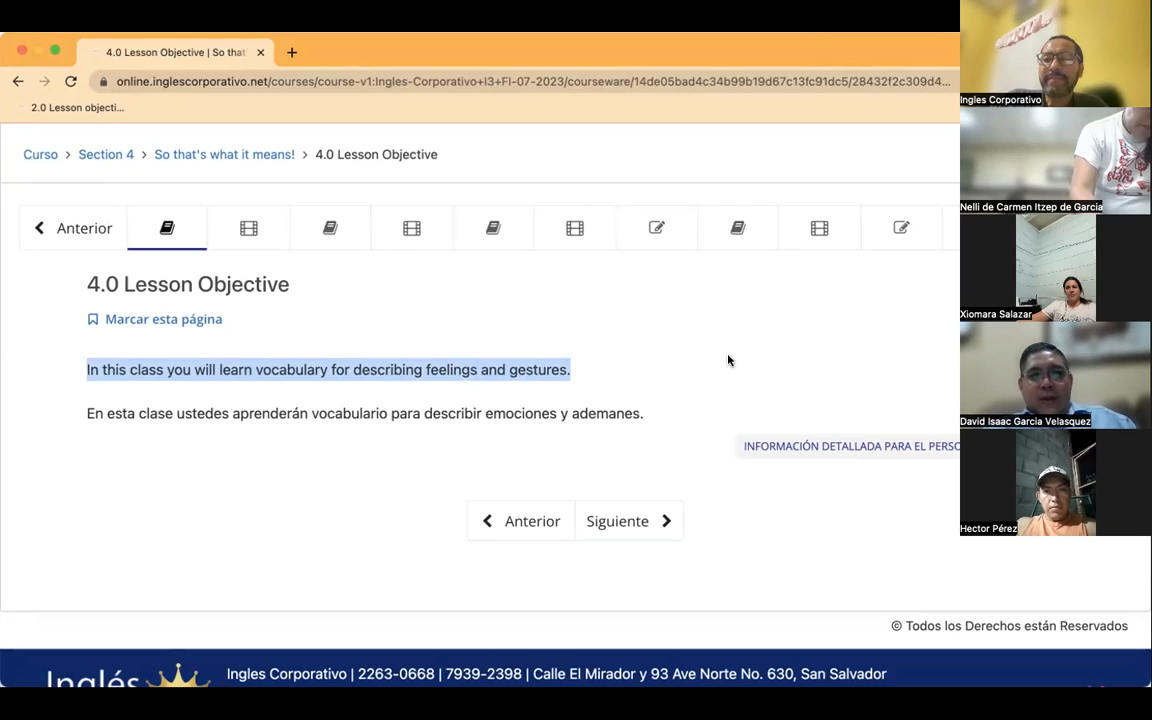 4.0 Lesson Objective | So that
online.inglescorporativo.net/courses/course-v1:Ingles-Corporativo+I3+FI-07-2023/courseware/14de05bad4c34b99b19d67c13fc91dc5/28432f2c309d4...
2.0 Lesson objecti...
Curso > Section 4 > So that's what it means! > 4.0 Lesson Objective
Anterior
4.0 Lesson Objective
Marcar esta página
In this class you will learn vocabulary for describing feelings and gestures.
En esta clase ustedes aprenderán vocabulario para describir emociones y ademanes.
INFORMACIÓN DETALLADA PARA EL PERSO
Anterior
Siguiente
© Todos los Derechos están Reservados
Inglés
Ingles Corporativo | 2263-0668 | 7939-2398 | Calle El Mirador y 93 Ave Norte No. 630, San Salvador
Ingles Corporativo
Nelli de Carmen Itzep de Garcia
Xiomara Salazar
David Isaac Garcia Velasquez
Hector Pérez